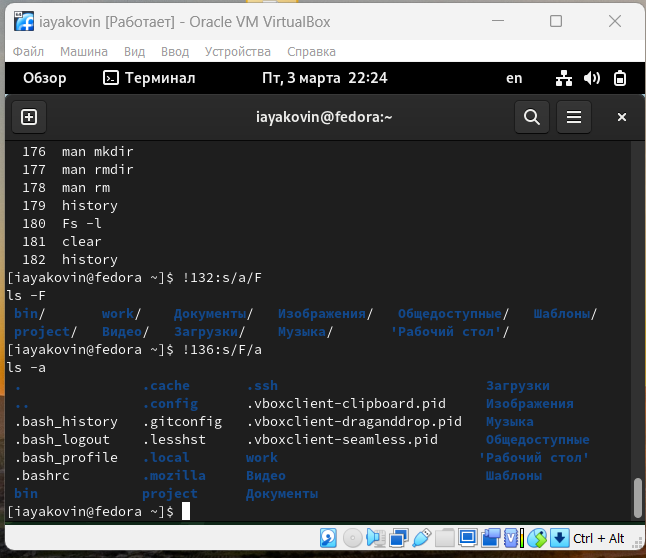 iayakovin [Работает] - Oracle VM VirtualBox
Файл Машина Вид Ввод Устройства Справка
Обзор Терминал Пт, 3 марта 22:24 en
iayakovin@fedora:~
176 man mkdir
177 man rmdir
178 man rm
179 history
180 Fs -l
181 clear
182 history
[iayakovin@fedora ~]$ !132:s/a/F
ls -F
bin/ work/ Документы/ Изображения/ Общедоступные/ Шаблоны/
project/ Видео/ Загрузки/ Музыка/ 'Рабочий стол'/
[iayakovin@fedora ~]$ !136:s/F/a
ls -a
. .cache .ssh Загрузки
.. .config .vboxclient-clipboard.pid Изображения
.bash_history .gitconfig .vboxclient-draganddrop.pid Музыка
.bash_logout .lesshst .vboxclient-seamless.pid Общедоступные
.bash_profile .local work 'Рабочий стол'
.bashrc .mozilla Видео Шаблоны
bin project Документы
[iayakovin@fedora ~]$
Ctrl + Alt